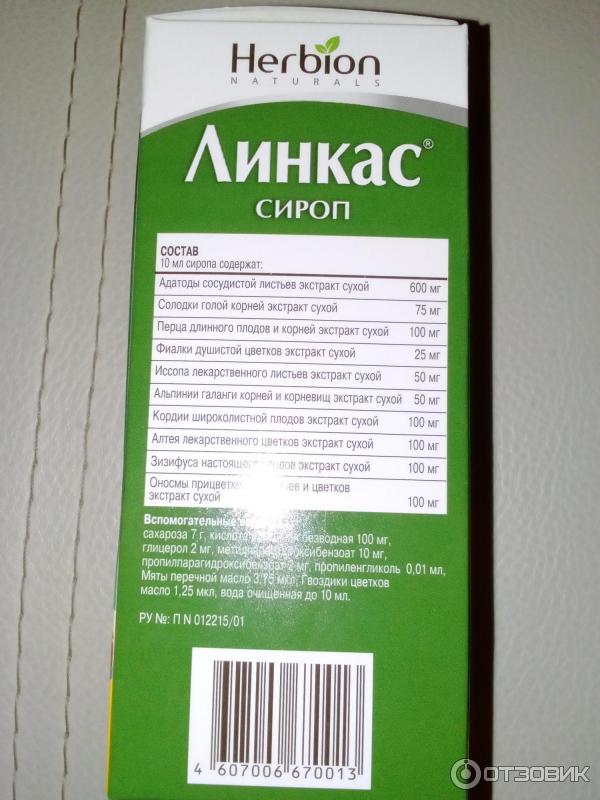 Herbion
NATURALS
Линкас®
СИРОП
СОСТАВ
10 мл сиропа содержат:
Адатоды сосудистой листьев экстракт сухой 600 мг
Солодки голой корней экстракт сухой 75 мг
Перца длинного плодов и корней экстракт сухой 100 мг
Фиалки душистой цветков экстракт сухой 25 мг
Иссопа лекарственного листьев экстракт сухой 50 мг
Альпинии галанги корней и корневищ экстракт сухой 50 мг
Кордии широколистной плодов экстракт сухой 100 мг
Алтея лекарственного цветков экстракт сухой 100 мг
Зизифуса настоящего плодов экстракт сухой 100 мг
Оносмы и цветков
экстракт сухой 100 мг
Вспомогательные
сахароза 7 г, безводная 100 мг,
глицерол 2 мг, 10 мг,
пропилпарагидроксибензоат 2 мг, пропиленгликоль 0,01 мл,
Мяты перечной масло 3,15 мкл, Гвоздики цветков
масло 1,25 мкл, вода очищенная до 10 мл.
РУ №: П N 012215/01
4 607006 670013
ОТЗОВИК